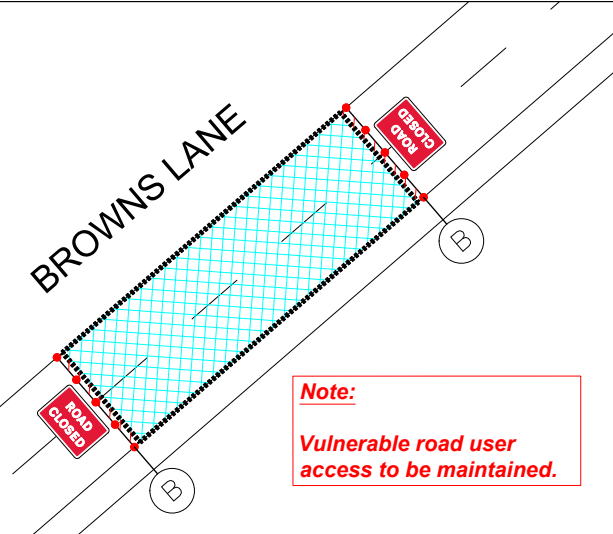 BROWNS LANE
ROAD
CLOSED
B
ROAD
CLOSED
B
Note:
Vulnerable road user
access to be maintained.